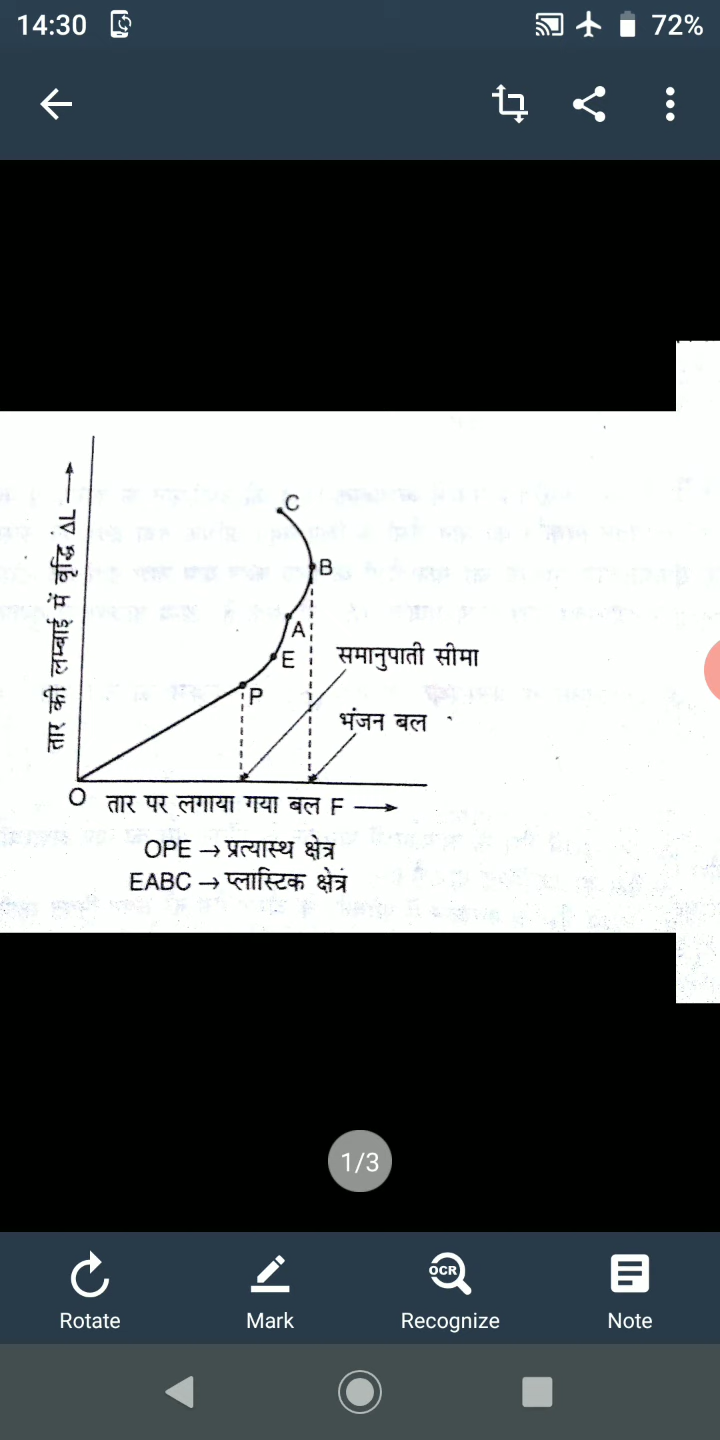 14:30
72%
तार की लम्बाई में वृद्धि ΔL
C
B
A
E
P
समानुपाती सीमा
भंजन बल
O
तार पर लगाया गया बल F
OPE → प्रत्यास्थ क्षेत्र
EABC → प्लास्टिक क्षेत्र
1/3
OCR
Rotate
Mark
Recognize
Note